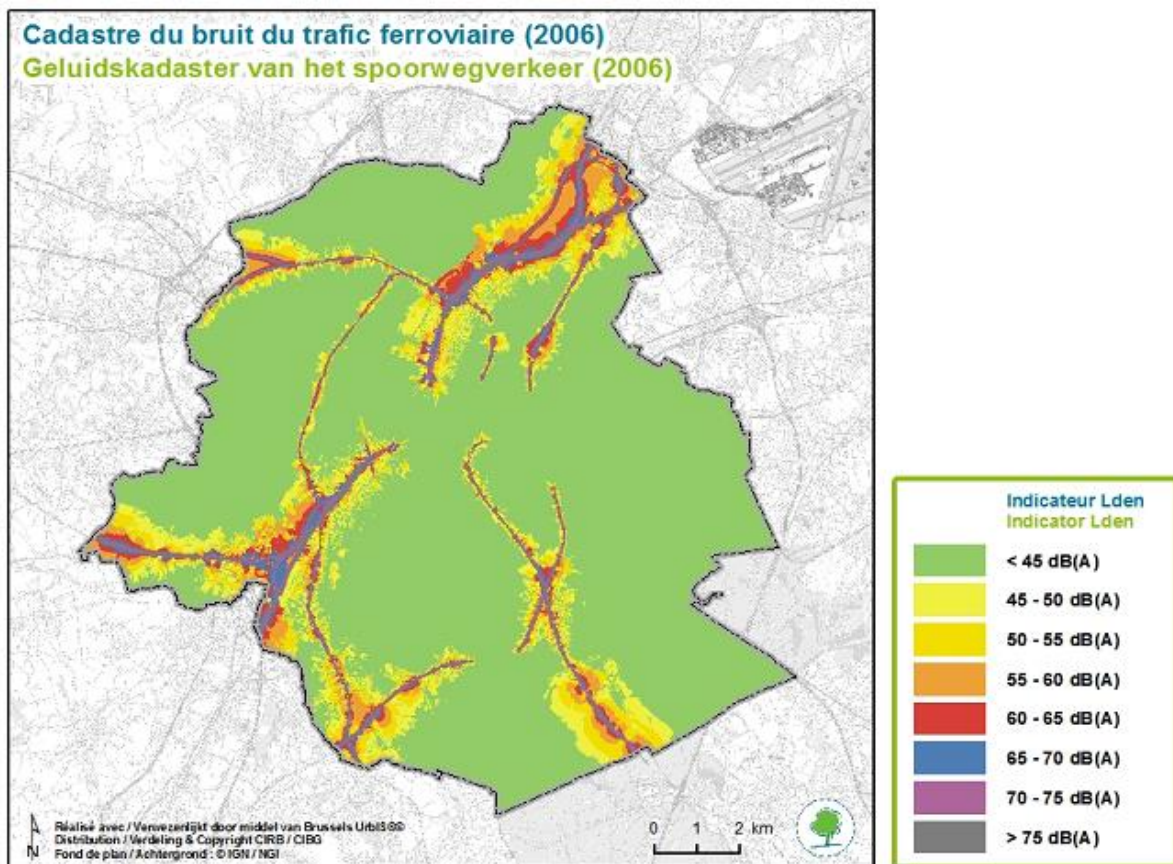 Cadastre du bruit du trafic ferroviaire (2006)
Geluidskadaster van het spoorwegverkeer (2006)
Indicateur Lden
Indicator Lden
< 45 dB(A)
45 - 50 dB(A)
50 - 55 dB(A)
55 - 60 dB(A)
60 - 65 dB(A)
65 - 70 dB(A)
70 - 75 dB(A)
> 75 dB(A)
N
Réalisé avec / Verwezenlijkt door middel van Brussels UrbIS®©
Distribution / Verdeling & Copyright CIRB / CIBG
Fond de plan / Achtergrond : © IGN / NGI
0 1 2 km